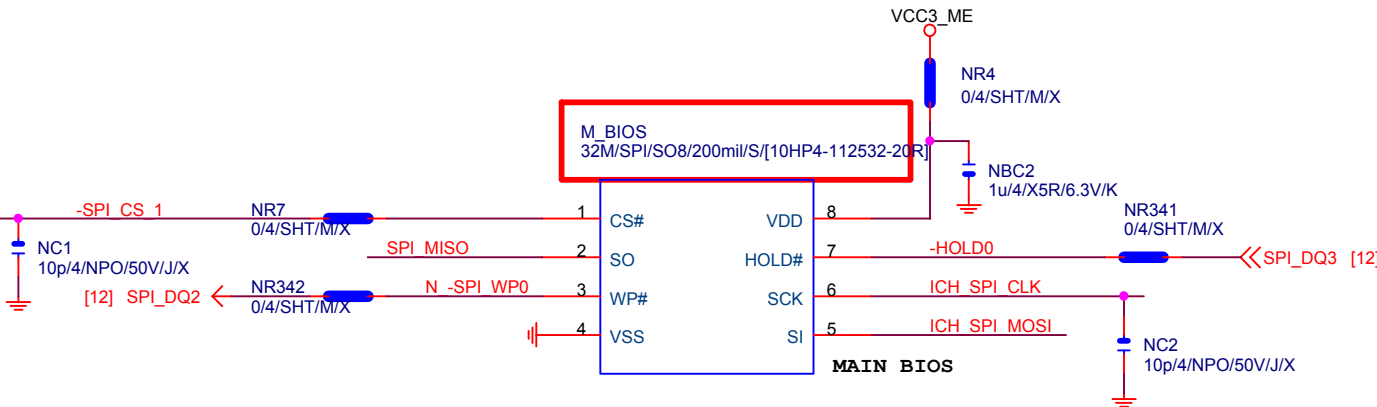 VCC3_ME
NR4
0/4/SHT/M/X
M_BIOS
32M/SPI/SO8/200mil/S/[10HP4-112532-20R]
NBC2
1u/4/X5R/6.3V/K
-SPI_CS_1
NR7
0/4/SHT/M/X
1
CS#
VDD
8
NR341
0/4/SHT/M/X
NC1
10p/4/NPO/50V/J/X
SPI_MISO
2
SO
HOLD#
7
-HOLD0
SPI_DQ3 [12]
[12] SPI_DQ2
NR342
0/4/SHT/M/X
N_-SPI_WP0
3
WP#
SCK
6
ICH_SPI_CLK
4
VSS
SI
5
ICH_SPI_MOSI
NC2
10p/4/NPO/50V/J/X
MAIN BIOS